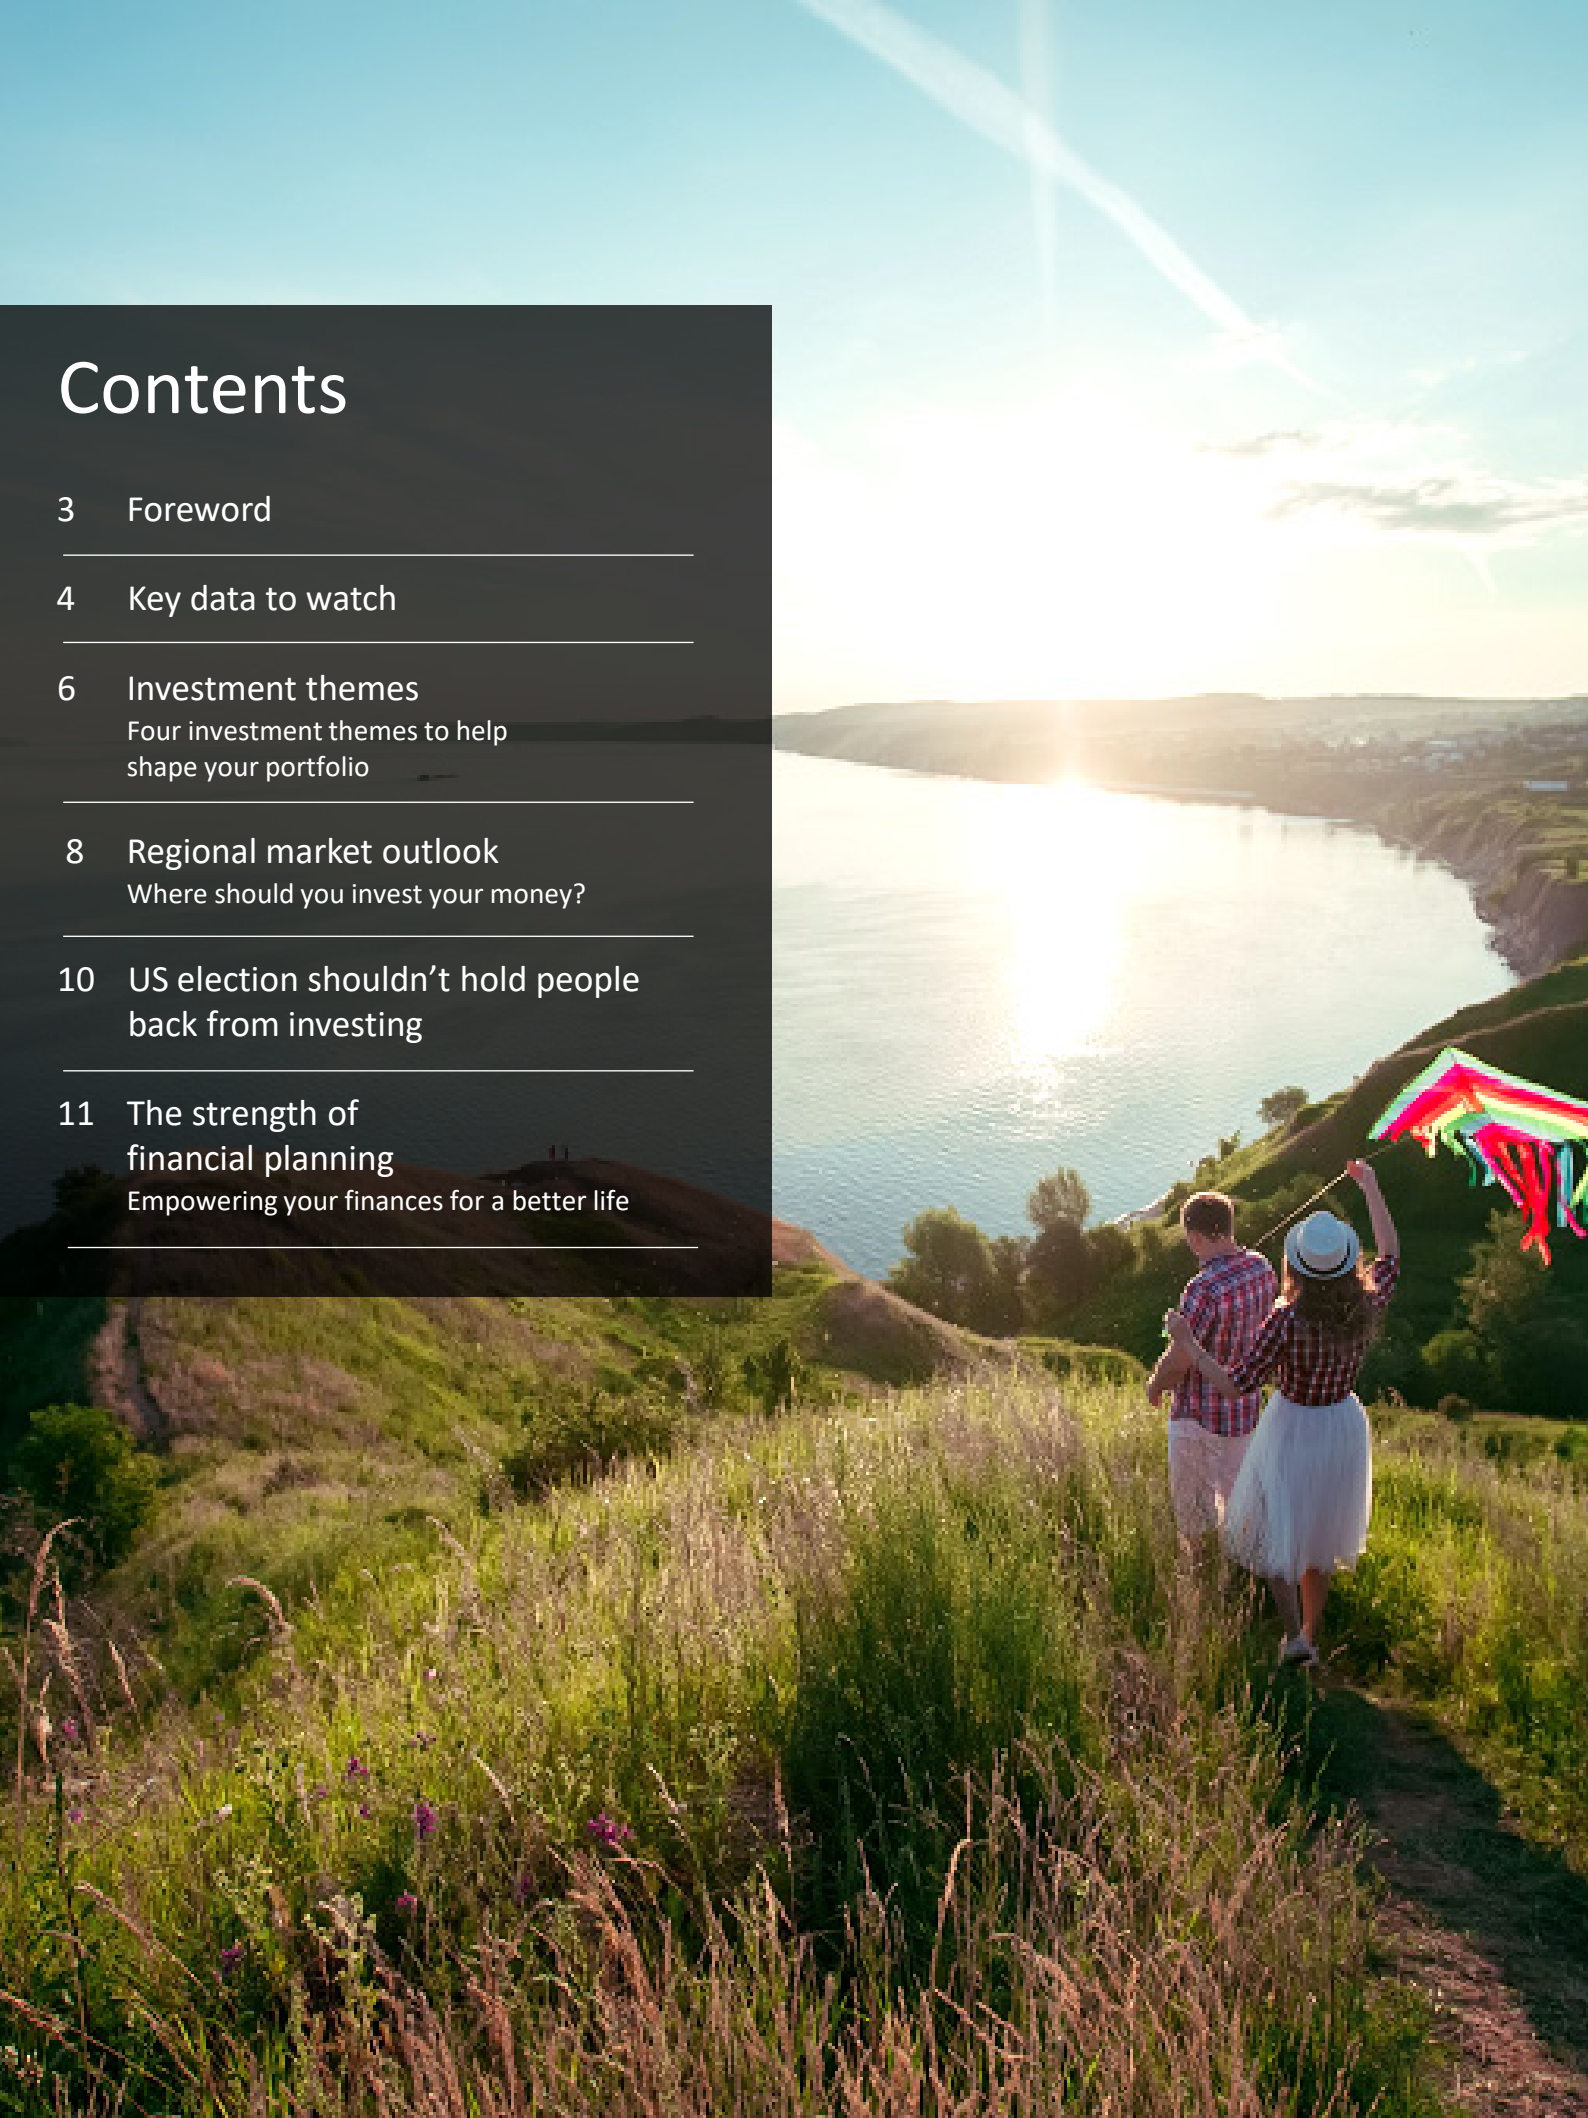 Contents
3 Foreword
4 Key data to watch
6 Investment themes
Four investment themes to help
shape your portfolio
8 Regional market outlook
Where should you invest your money?
10 US election shouldn’t hold people
back from investing
11 The strength of
financial planning
Empowering your finances for a better life